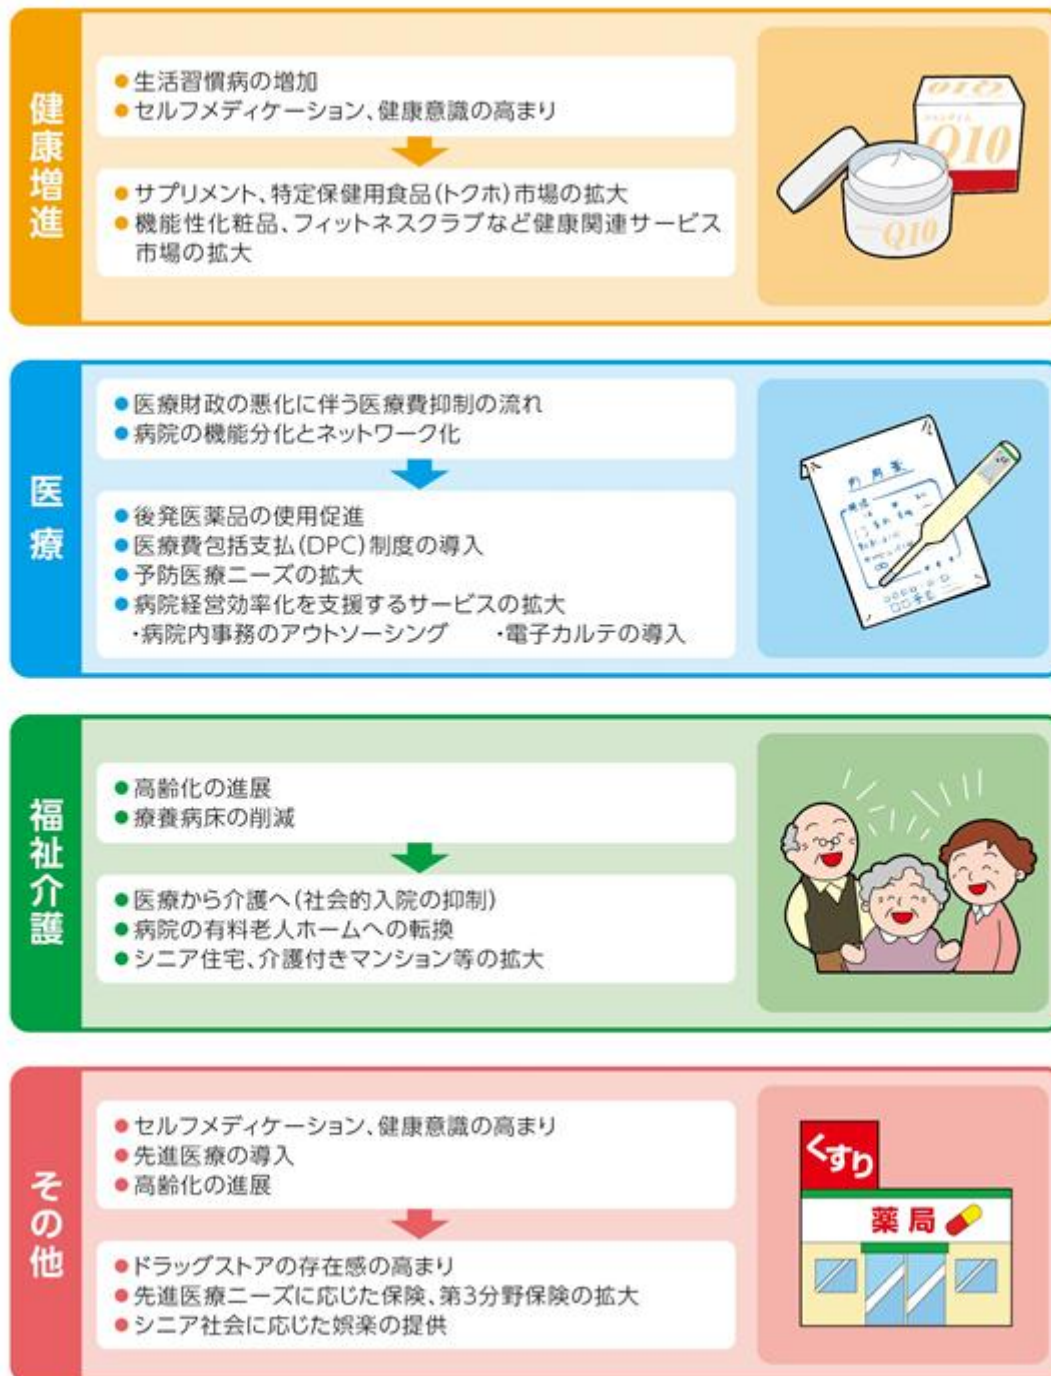 健康増進
●生活習慣病の増加
●セルフメディケーション、健康意識の高まり
●サプリメント、特定保健用食品(トクホ)市場の拡大
●機能性化粧品、フィットネスクラブなど健康関連サービス
市場の拡大
Q10
Q10
Q10
医療
●医療財政の悪化に伴う医療費抑制の流れ
●病院の機能分化とネットワーク化
●後発医薬品の使用促進
●医療費包括支払(DPC)制度の導入
●予防医療ニーズの拡大
●病院経営効率化を支援するサービスの拡大
・病院内事務のアウトソーシング ・電子カルテの導入
内用薬
福祉介護
●高齢化の進展
●療養病床の削減
●医療から介護へ(社会的入院の抑制)
●病院の有料老人ホームへの転換
●シニア住宅、介護付きマンション等の拡大
その他
●セルフメディケーション、健康意識の高まり
●先進医療の導入
●高齢化の進展
●ドラッグストアの存在感の高まり
●先進医療ニーズに応じた保険、第3分野保険の拡大
●シニア社会に応じた娯楽の提供
くすり
薬局